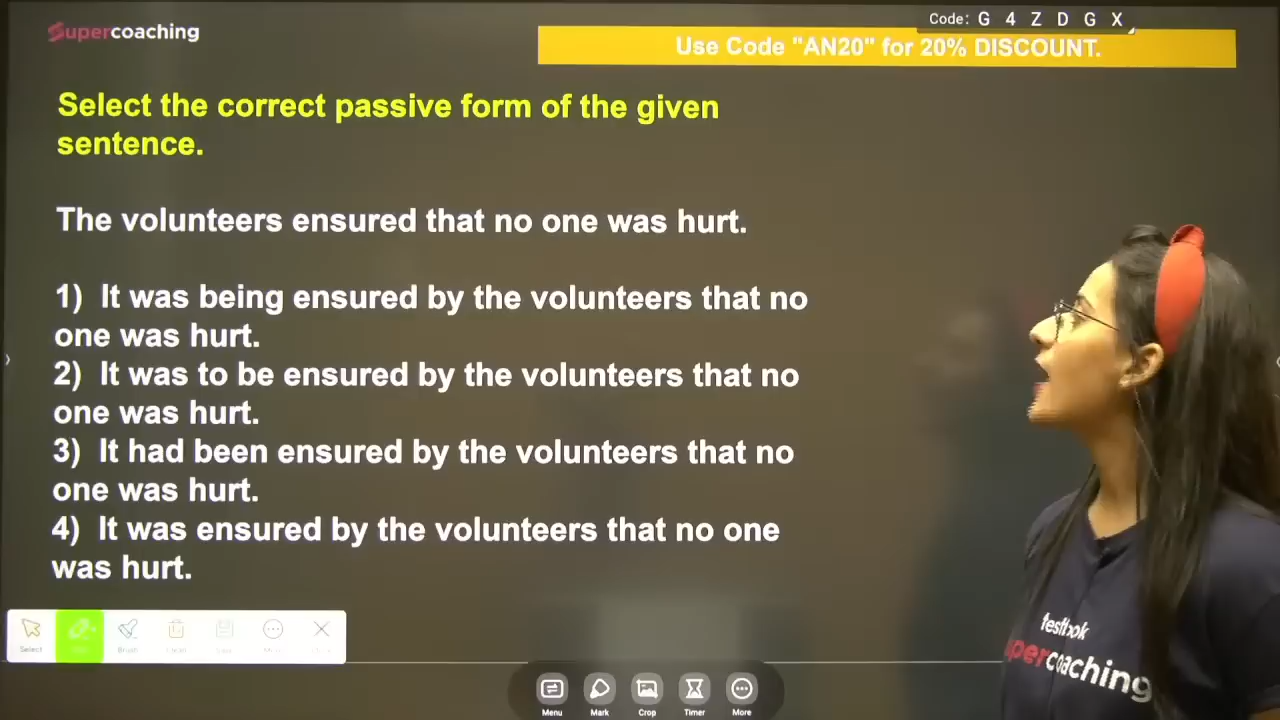 Supercoaching
Code: G 4 Z D G X
Use Code "AN20" for 20% DISCOUNT.
Select the correct passive form of the given
sentence.
The volunteers ensured that no one was hurt.
1) It was being ensured by the volunteers that no
one was hurt.
2) It was to be ensured by the volunteers that no
one was hurt.
3) It had been ensured by the volunteers that no
one was hurt.
4) It was ensured by the volunteers that no one
was hurt.
testbook
supercoaching
Select
Brush
Menu
Mark
Crop
Timer
More